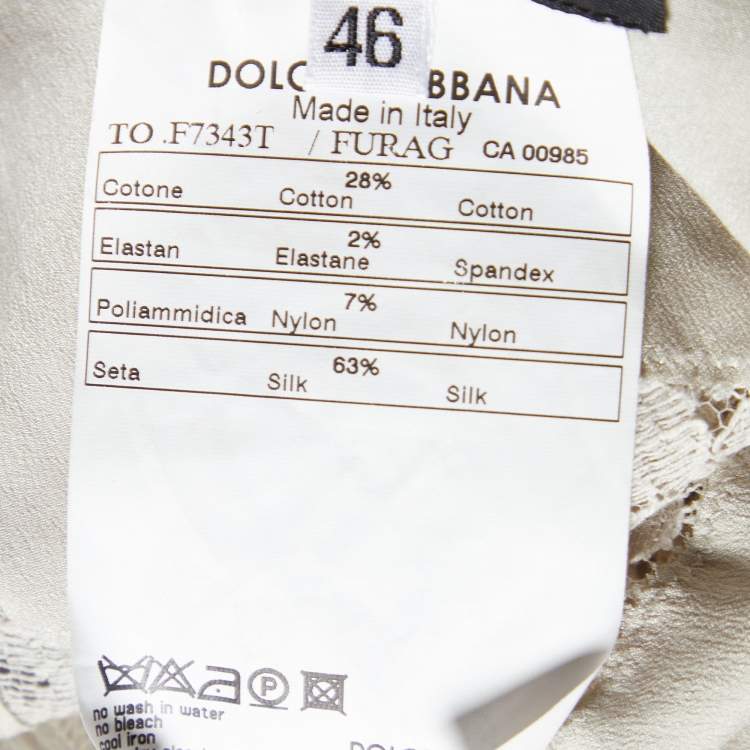 46
DOLC BBANA
Made in Italy
TO .F7343T / FURAG CA 00985
28%
Cotone Cotton Cotton
2%
Elastan Elastane Spandex
7%
Poliammidica Nylon Nylon
63%
Seta Silk Silk
P
no wash in water
no bleach
cool iron